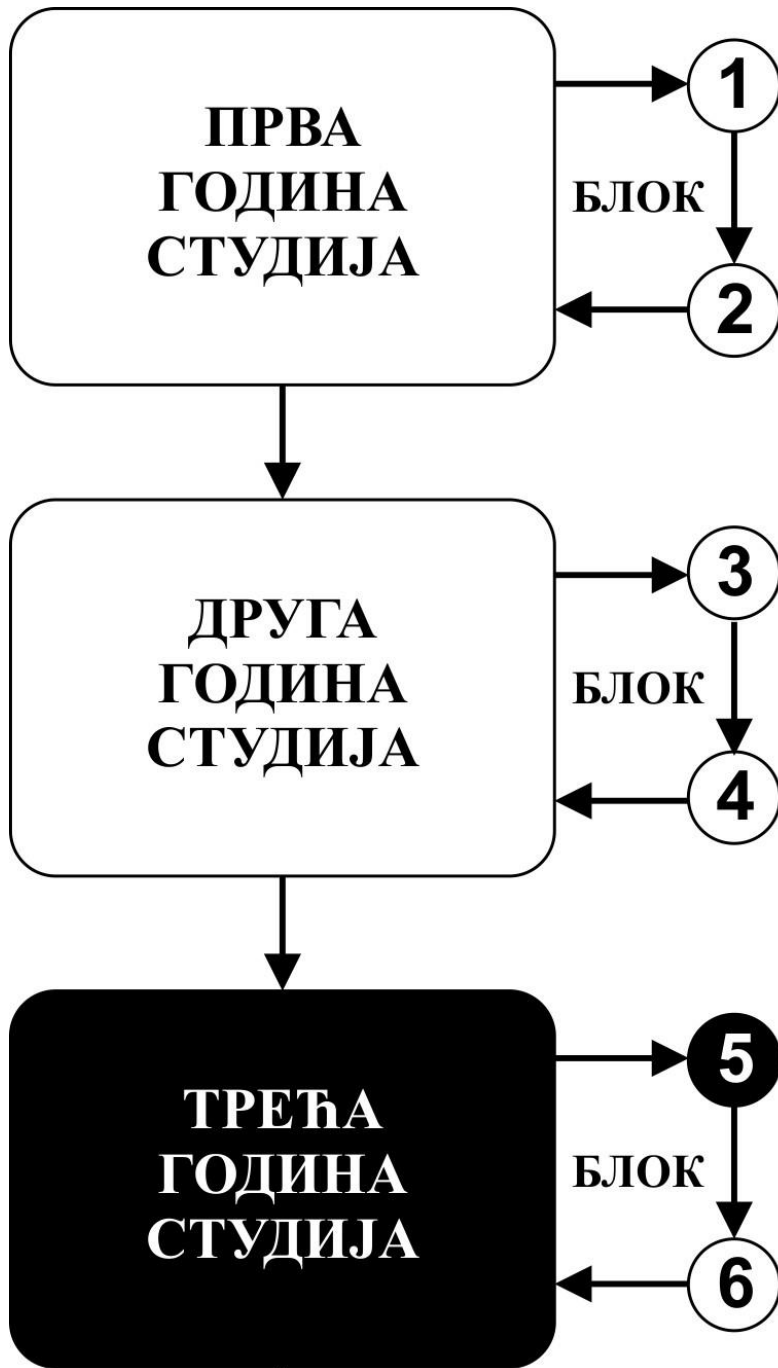 ПРВА
ГОДИНА
СТУДИЈА
1
БЛОК
2
ДРУГА
ГОДИНА
СТУДИЈА
3
БЛОК
4
ТРЕЋА
ГОДИНА
СТУДИЈА
5
БЛОК
6